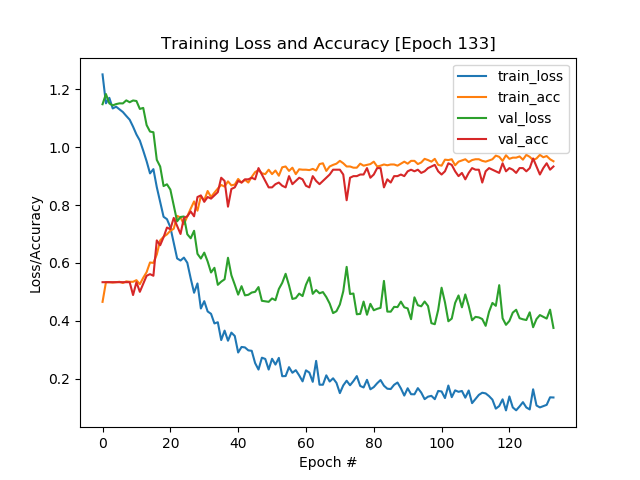 Training Loss and Accuracy [Epoch 133]
train_loss
train_acc
val_loss
val_acc
Loss/Accuracy
1.2
1.0
0.8
0.6
0.4
0.2
0 20 40 60 80 100 120
Epoch #